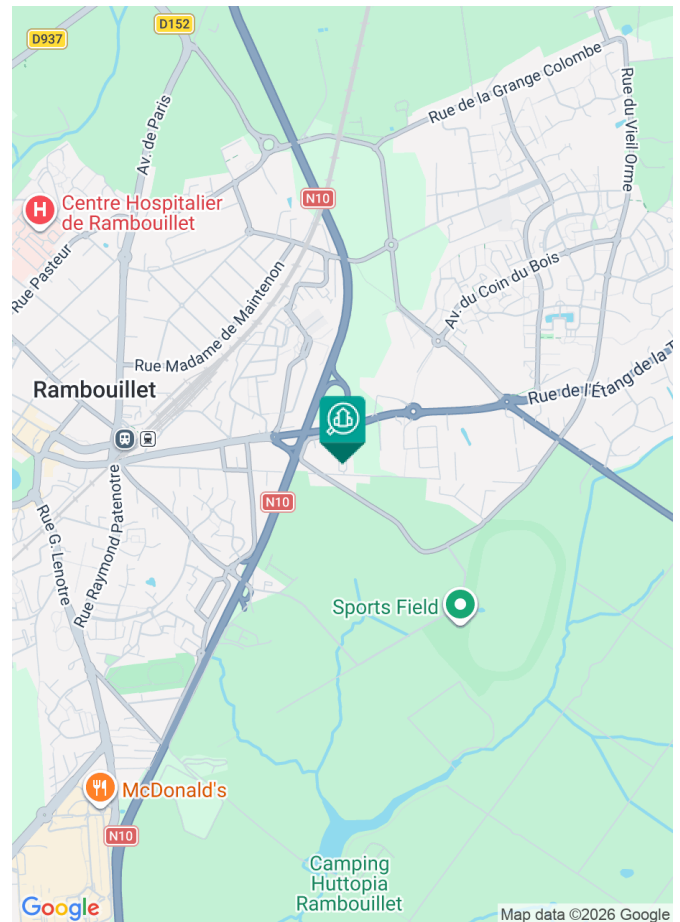 D152
D937
Av. de Paris
Rue de la Grange Colombe
Rue du Vieil Orme
H
Centre Hospitalier
de Rambouillet
N10
Rue Pasteur
Rue Madame de Maintenon
Av. du Coin du Bois
Rambouillet
Rue de l'Étang de la T
N10
Rue G. Lenotre
Rue Raymond Patenotre
Sports Field
McDonald's
N10
Camping
Huttopia
Rambouillet
Google
Map data ©2026 Google